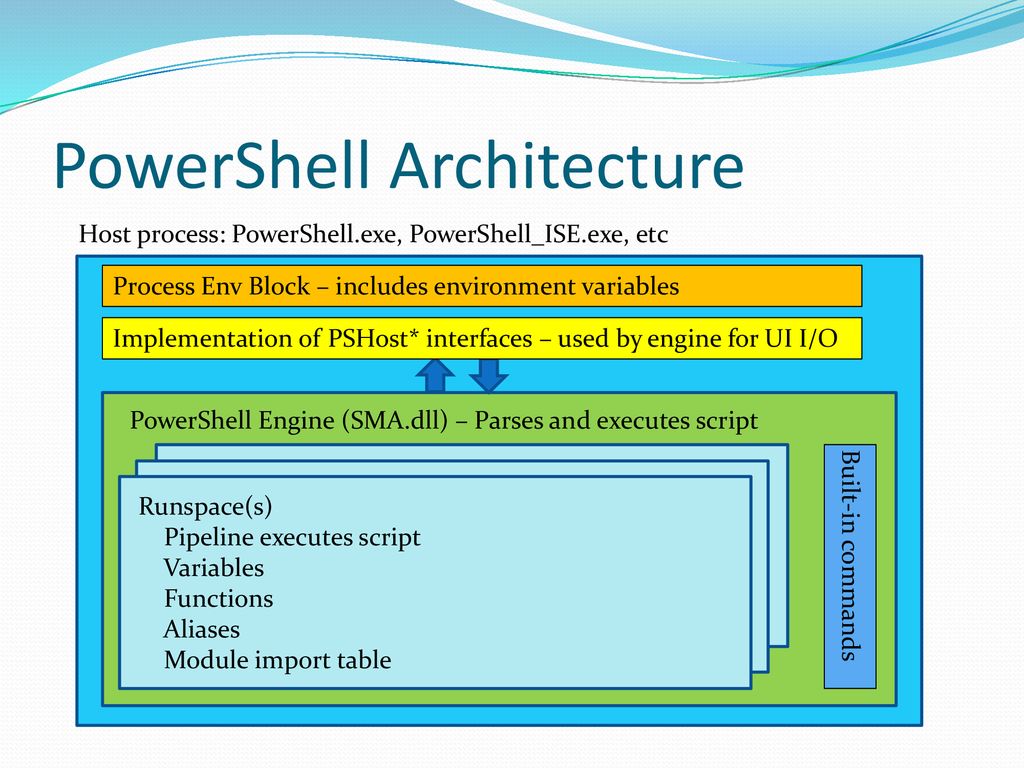 PowerShell Architecture
Host process: PowerShell.exe, PowerShell_ISE.exe, etc
Process Env Block – includes environment variables
Implementation of PSHost* interfaces – used by engine for UI I/O
PowerShell Engine (SMA.dll) – Parses and executes script
Runspace(s)
Pipeline executes script
Variables
Functions
Aliases
Module import table
Built-in commands